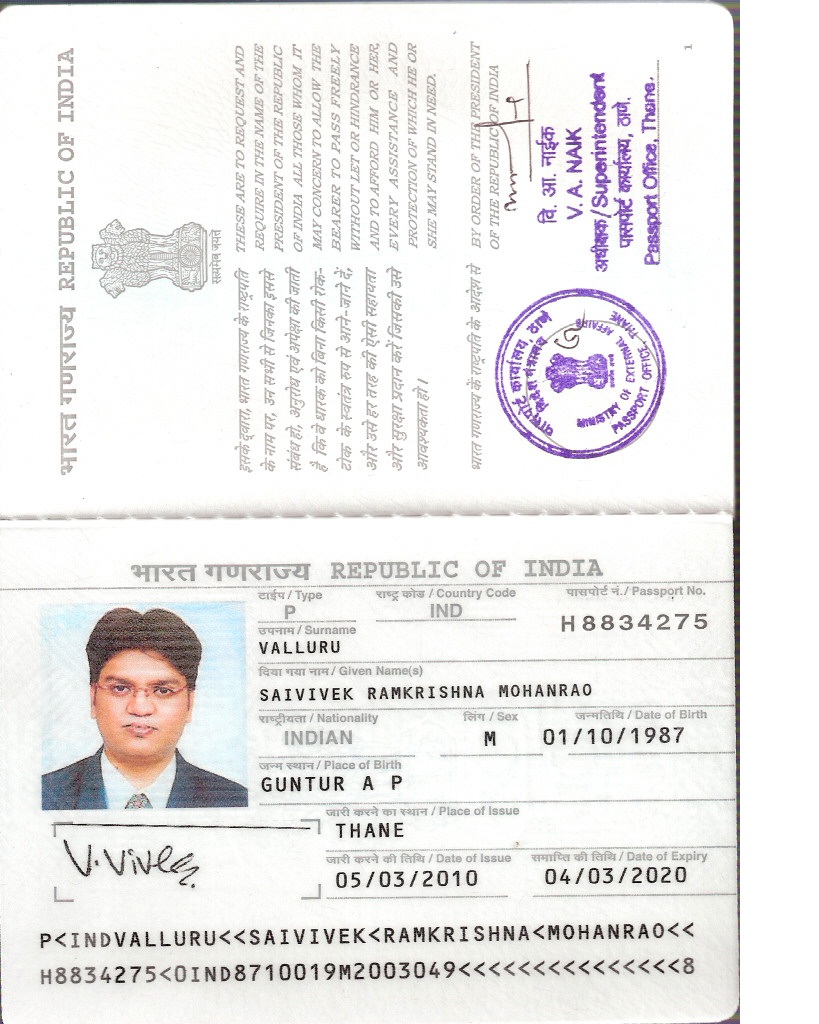 भारत गणराज्य REPUBLIC OF INDIA
सत्यमेव जयते
इसके द्वारा, भारत गणराज्य के राष्ट्रपति
के नाम पर, उन सभी से जिनका इससे
संबंध हो, अनुरोध एवं अपेक्षा की जाती
है कि वे धारक को बिना किसी रोक-
टोक के स्वतंत्र रूप से आने-जाने दें,
और उसे हर तरह की ऐसी सहायता
और सुरक्षा प्रदान करें जिसकी उसे
आवश्यकता हो।
THESE ARE TO REQUEST AND
REQUIRE IN THE NAME OF THE
PRESIDENT OF THE REPUBLIC
OF INDIA ALL THOSE WHOM IT
MAY CONCERN TO ALLOW THE
BEARER TO PASS FREELY
WITHOUT LET OR HINDRANCE
AND TO AFFORD HIM OR HER,
EVERY ASSISTANCE AND
PROTECTION OF WHICH HE OR
SHE MAY STAND IN NEED.
भारत गणराज्य के राष्ट्रपति के आदेश से
BY ORDER OF THE PRESIDENT
OF THE REPUBLIC OF INDIA
पासपोर्ट कार्यालय, ठाणे
विदेश मंत्रालय
MINISTRY OF EXTERNAL AFFAIRS
PASSPORT OFFICE, THANE
वि. आ. नाईक
V. A. NAIK
अधीक्षक/Superintendent
पासपोर्ट कार्यालय, ठाणे.
Passport Office, Thane.
1
भारत गणराज्य REPUBLIC OF INDIA
टाईप / Type राष्ट्र कोड / Country Code पासपोर्ट नं. / Passport No.
P IND H8834275
उपनाम / Surname
VALLURU
दिया गया नाम / Given Name(s)
SAIVIVEK RAMKRISHNA MOHANRAO
राष्ट्रीयता / Nationality लिंग / Sex जन्मतिथि / Date of Birth
INDIAN M 01/10/1987
जन्म स्थान / Place of Birth
GUNTUR A P
जारी करने का स्थान / Place of Issue
THANE
जारी करने की तिथि / Date of Issue समाप्ति की तिथि / Date of Expiry
05/03/2010 04/03/2020
V.Vivek
P<INDVALLURU<<SAIVIVEK<RAMKRISHNA<MOHANRAO<<
H8834275<0IND8710019M2003049<<<<<<<<<<<<<<<8